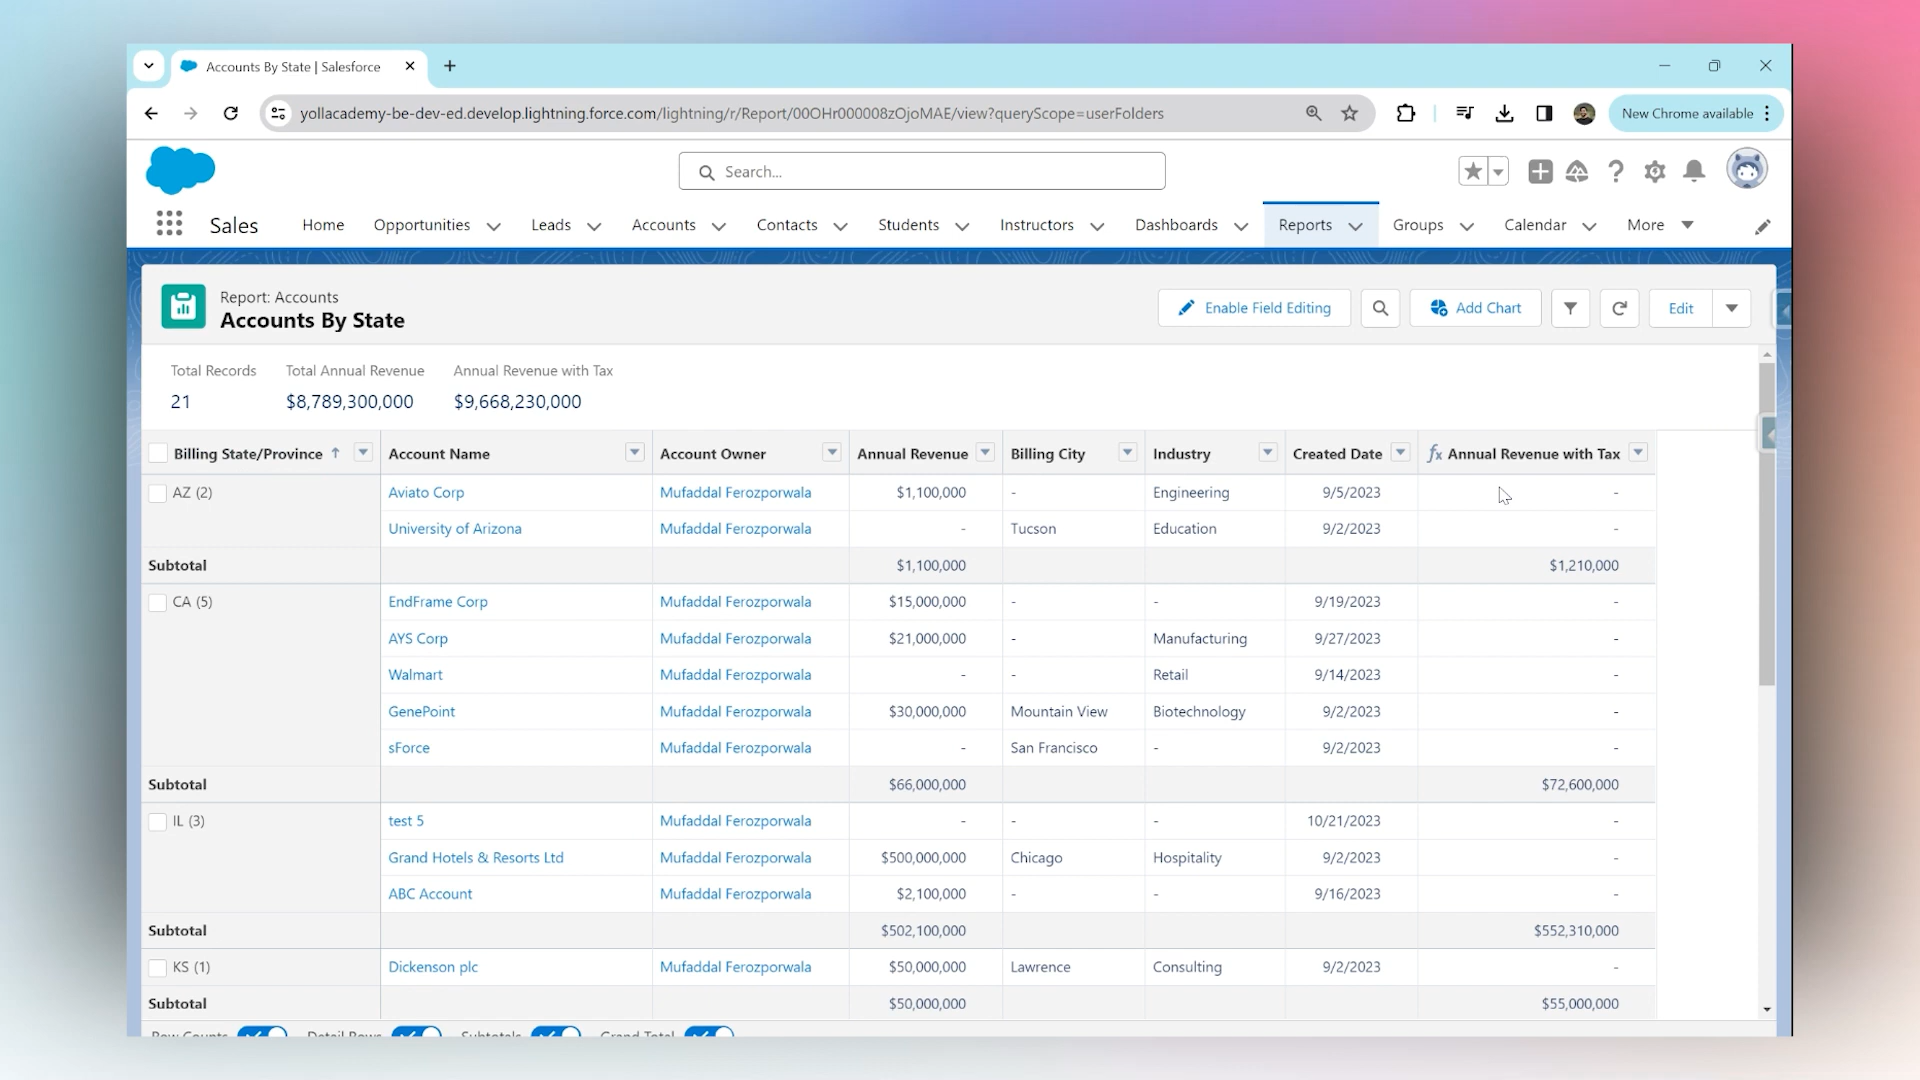 Accounts By State | Salesforce
yollacademy-be-dev-ed.develop.lightning.force.com/lightning/r/Report/00OHr000008zOjoMAE/view?queryScope=userFolders
New Chrome available
Search...
Sales Home Opportunities Leads Accounts Contacts Students Instructors Dashboards Reports Groups Calendar More
Report: Accounts
Accounts By State
Enable Field Editing Add Chart Edit
Total Records Total Annual Revenue Annual Revenue with Tax
21 $8,789,300,000 $9,668,230,000
Billing State/Province ↑ Account Name Account Owner Annual Revenue Billing City Industry Created Date fx Annual Revenue with Tax
AZ (2) Aviato Corp Mufaddal Ferozporwala $1,100,000 - Engineering 9/5/2023 -
University of Arizona Mufaddal Ferozporwala - Tucson Education 9/2/2023 -
Subtotal $1,100,000 $1,210,000
CA (5) EndFrame Corp Mufaddal Ferozporwala $15,000,000 - - 9/19/2023 -
AYS Corp Mufaddal Ferozporwala $21,000,000 - Manufacturing 9/27/2023 -
Walmart Mufaddal Ferozporwala - - Retail 9/14/2023 -
GenePoint Mufaddal Ferozporwala $30,000,000 Mountain View Biotechnology 9/2/2023 -
sForce Mufaddal Ferozporwala - San Francisco - 9/2/2023 -
Subtotal $66,000,000 $72,600,000
IL (3) test 5 Mufaddal Ferozporwala - - - 10/21/2023 -
Grand Hotels & Resorts Ltd Mufaddal Ferozporwala $500,000,000 Chicago Hospitality 9/2/2023 -
ABC Account Mufaddal Ferozporwala $2,100,000 - - 9/16/2023 -
Subtotal $502,100,000 $552,310,000
KS (1) Dickenson plc Mufaddal Ferozporwala $50,000,000 Lawrence Consulting 9/2/2023 -
Subtotal $50,000,000 $55,000,000
Row Counts Detail Rows Subtotals Grand Total